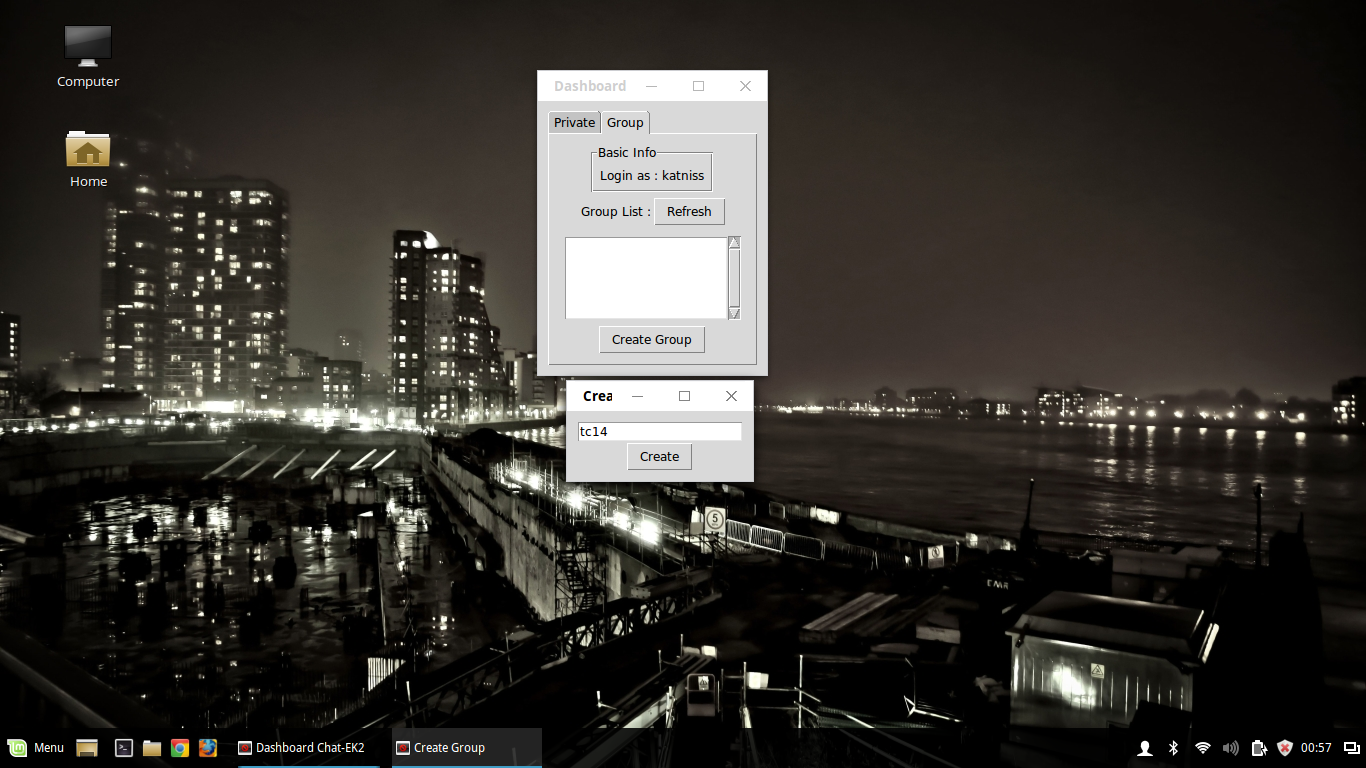 Computer
Home
Dashboard
Private
Group
Basic Info
Login as : katniss
Group List :
Refresh
Create Group
Crea
tc14
Create
5
Menu
Dashboard Chat-EK2
Create Group
00:57